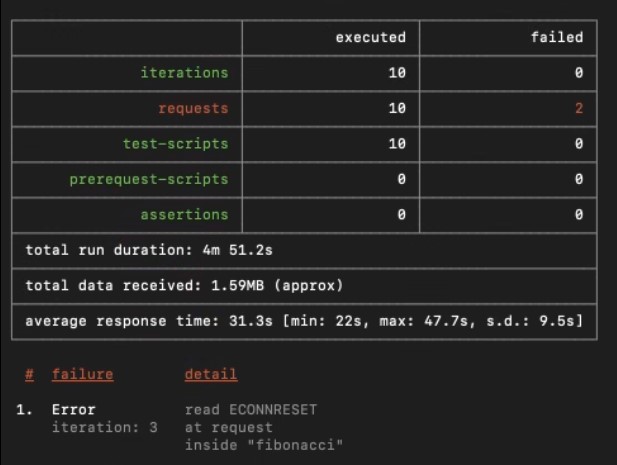 executed failed
iterations 10 0
requests 10 2
test-scripts 10 0
prerequest-scripts 0 0
assertions 0 0
total run duration: 4m 51.2s
total data received: 1.59MB (approx)
average response time: 31.3s [min: 22s, max: 47.7s, s.d.: 9.5s]
# failure detail
1. Error read ECONNRESET
iteration: 3 at request
inside "fibonacci"